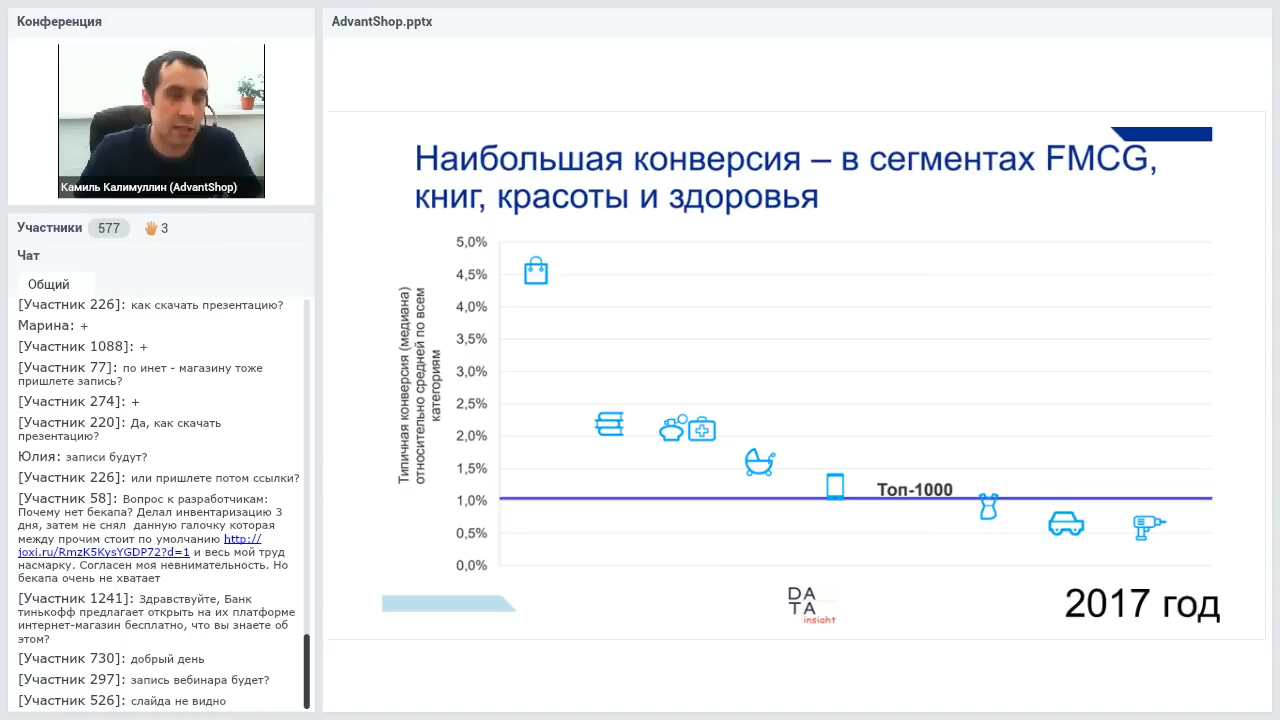 Конференция
Камиль Калимуллин (AdvantShop)
Участники 577 3
Чат
Общий
[Участник 226]: как скачать презентацию?
Марина: +
[Участник 1088]: +
[Участник 77]: по инет - магазину тоже
пришлете запись?
[Участник 274]: +
[Участник 220]: Да, как скачать
презентацию?
Юлия: записи будут?
[Участник 226]: или пришлете потом ссылки?
[Участник 58]: Вопрос к разработчикам:
Почему нет бекапа? Делал инвентаризацию 3
дня, затем не снял данную галочку которая
между прочим стоит по умолчанию http://
joxi.ru/RmzK5KysYGDP72?d=1 и весь мой труд
насмарку. Согласен моя невнимательность. Но
бекапа очень не хватает
[Участник 1241]: Здравствуйте, Банк
тинькофф предлагает открыть на их платформе
интернет-магазин бесплатно, что вы знаете об
этом?
[Участник 730]: добрый день
[Участник 297]: запись вебинара будет?
[Участник 526]: слайда не видно
AdvantShop.pptx
Наибольшая конверсия – в сегментах FMCG,
книг, красоты и здоровья
Типичная конверсия (медиана)
относительно средней по всем
категориям
5,0%
4,5%
4,0%
3,5%
3,0%
2,5%
2,0%
1,5%
1,0%
0,5%
0,0%
Топ-1000
DA
TA
insight
2017 год